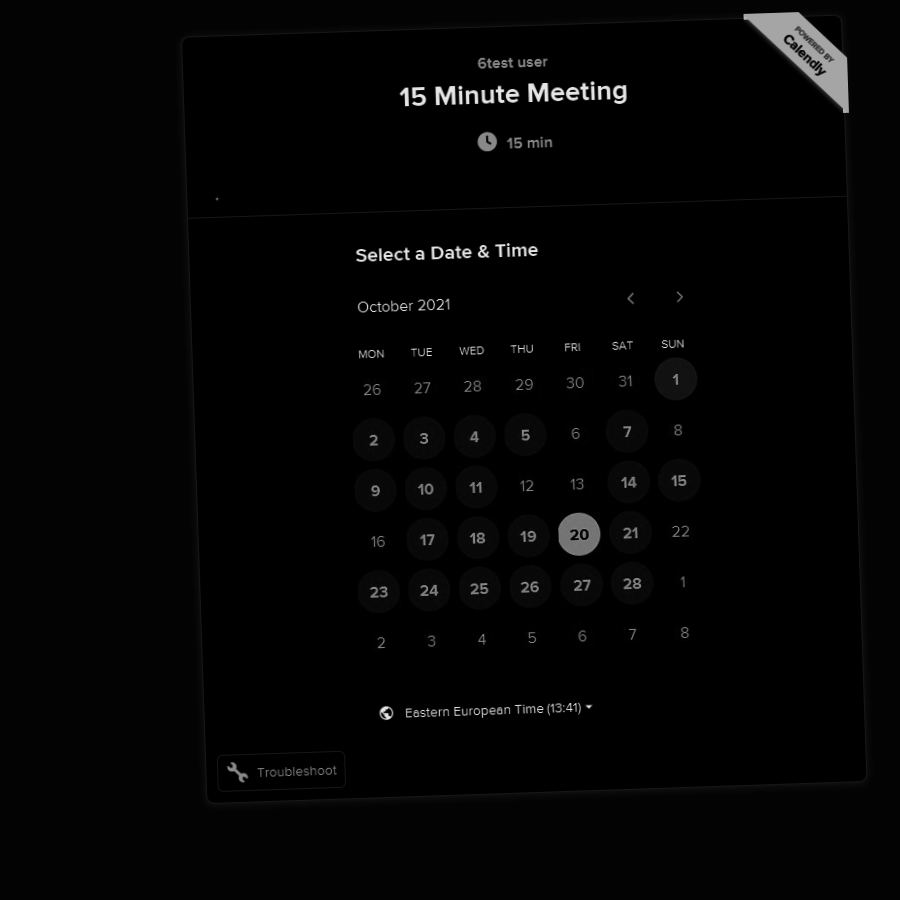 POWERED BY
Calendly
6test user
15 Minute Meeting
15 min
Select a Date & Time
October 2021
MON TUE WED THU FRI SAT SUN
26 27 28 29 30 31 1
2 3 4 5 6 7 8
9 10 11 12 13 14 15
16 17 18 19 20 21 22
23 24 25 26 27 28 1
2 3 4 5 6 7 8
Eastern European Time (13:41)
Troubleshoot